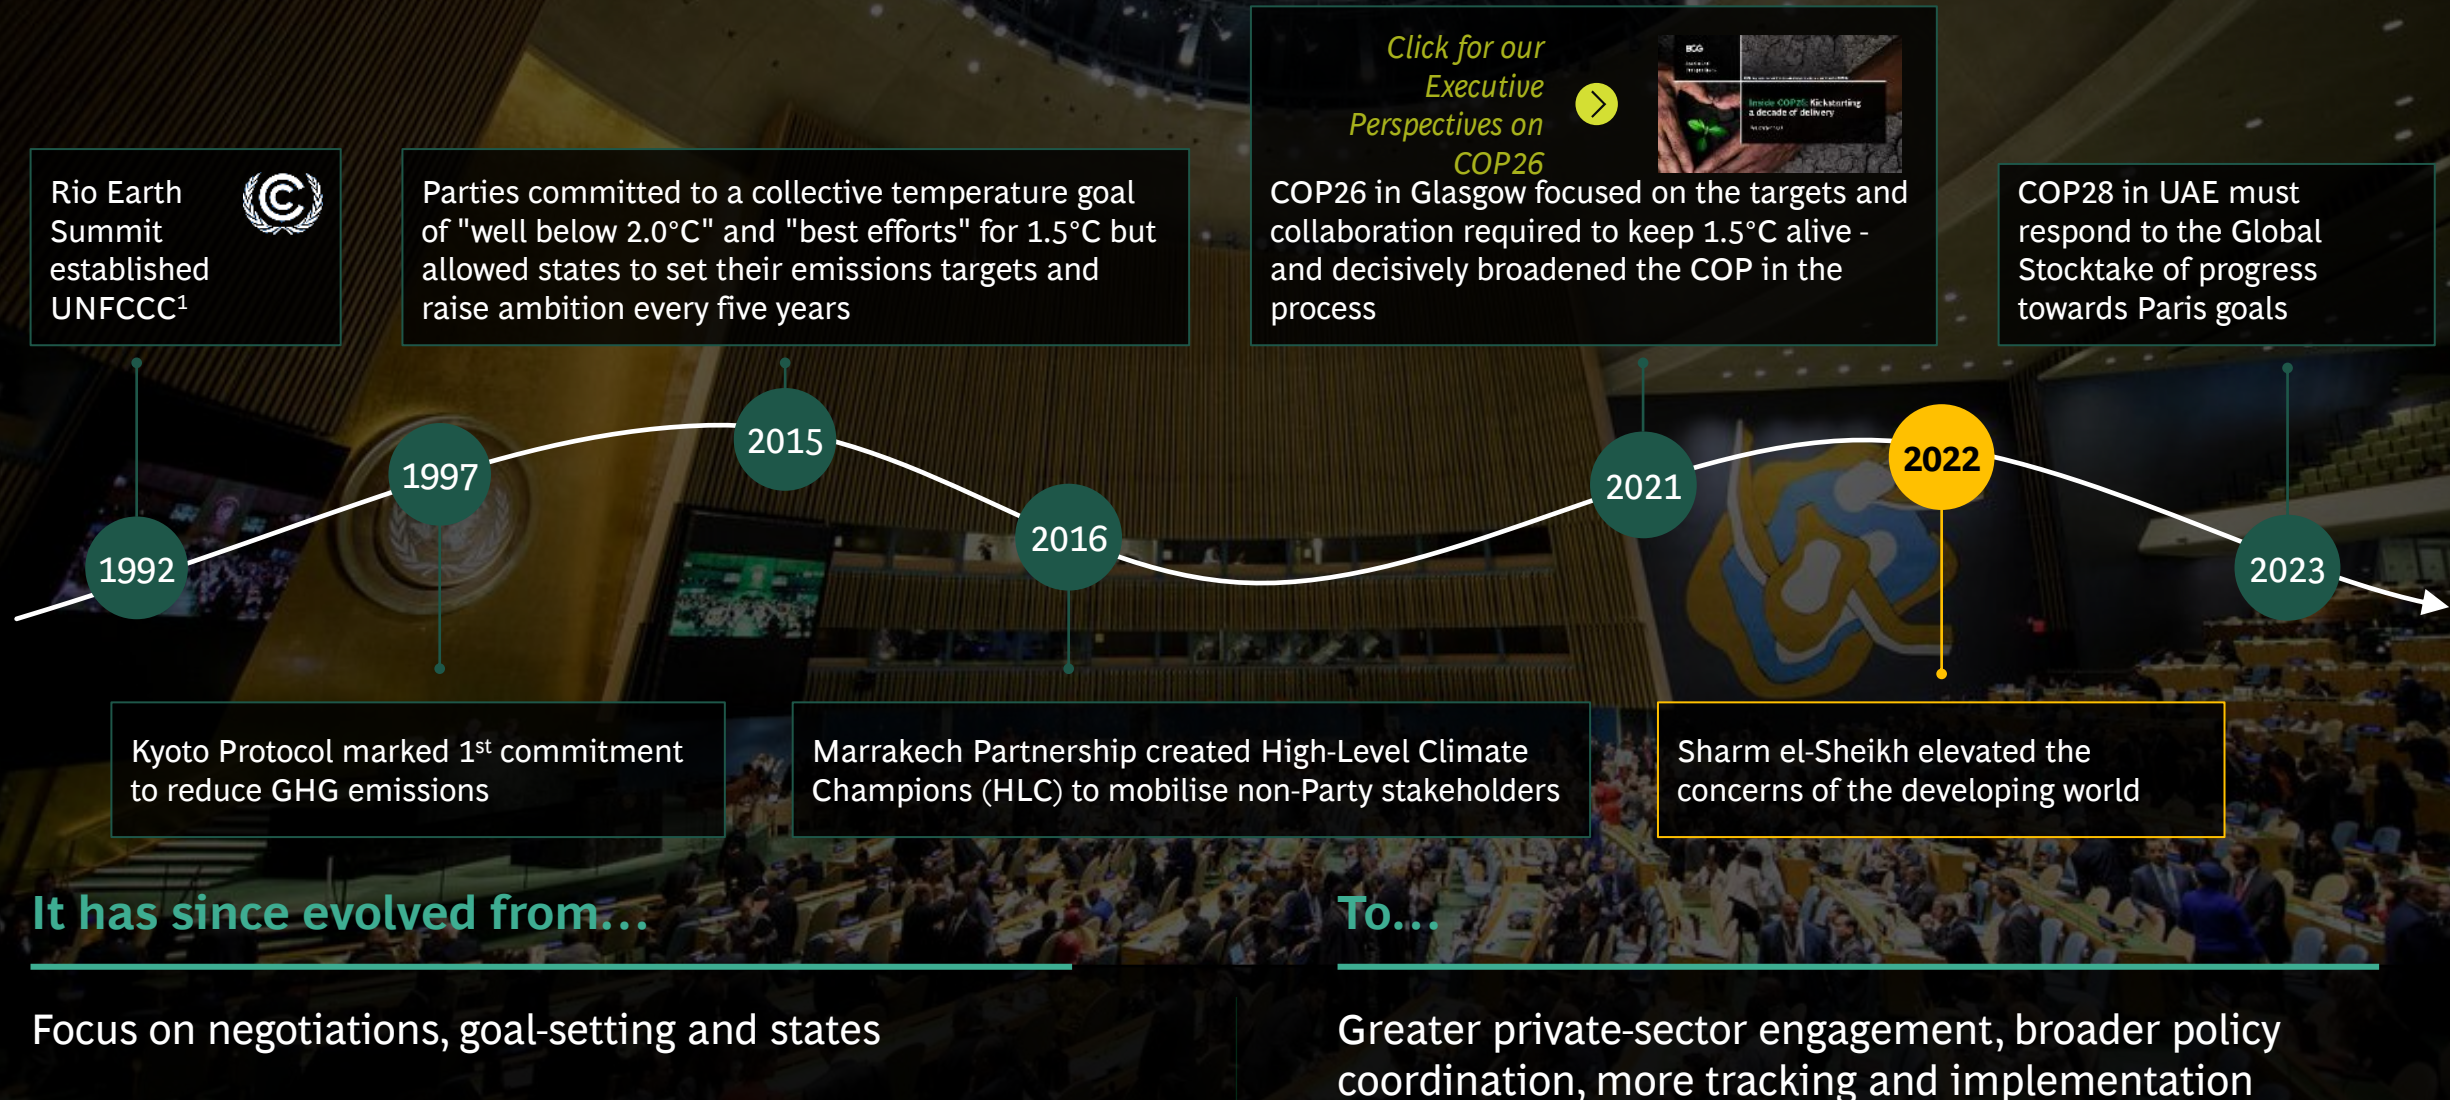 Click for our
Executive
Perspectives on
COP26
BCG
Inside COP26: Kickstarting
a decade of delivery
Rio Earth
Summit
established
UNFCCC¹
Parties committed to a collective temperature goal
of "well below 2.0°C" and "best efforts" for 1.5°C but
allowed states to set their emissions targets and
raise ambition every five years
COP26 in Glasgow focused on the targets and
collaboration required to keep 1.5°C alive -
and decisively broadened the COP in the
process
COP28 in UAE must
respond to the Global
Stocktake of progress
towards Paris goals
1992
1997
2015
2016
2021
2022
2023
Kyoto Protocol marked 1st commitment
to reduce GHG emissions
Marrakech Partnership created High-Level Climate
Champions (HLC) to mobilise non-Party stakeholders
Sharm el-Sheikh elevated the
concerns of the developing world
It has since evolved from...
Focus on negotiations, goal-setting and states
To...
Greater private-sector engagement, broader policy
coordination, more tracking and implementation